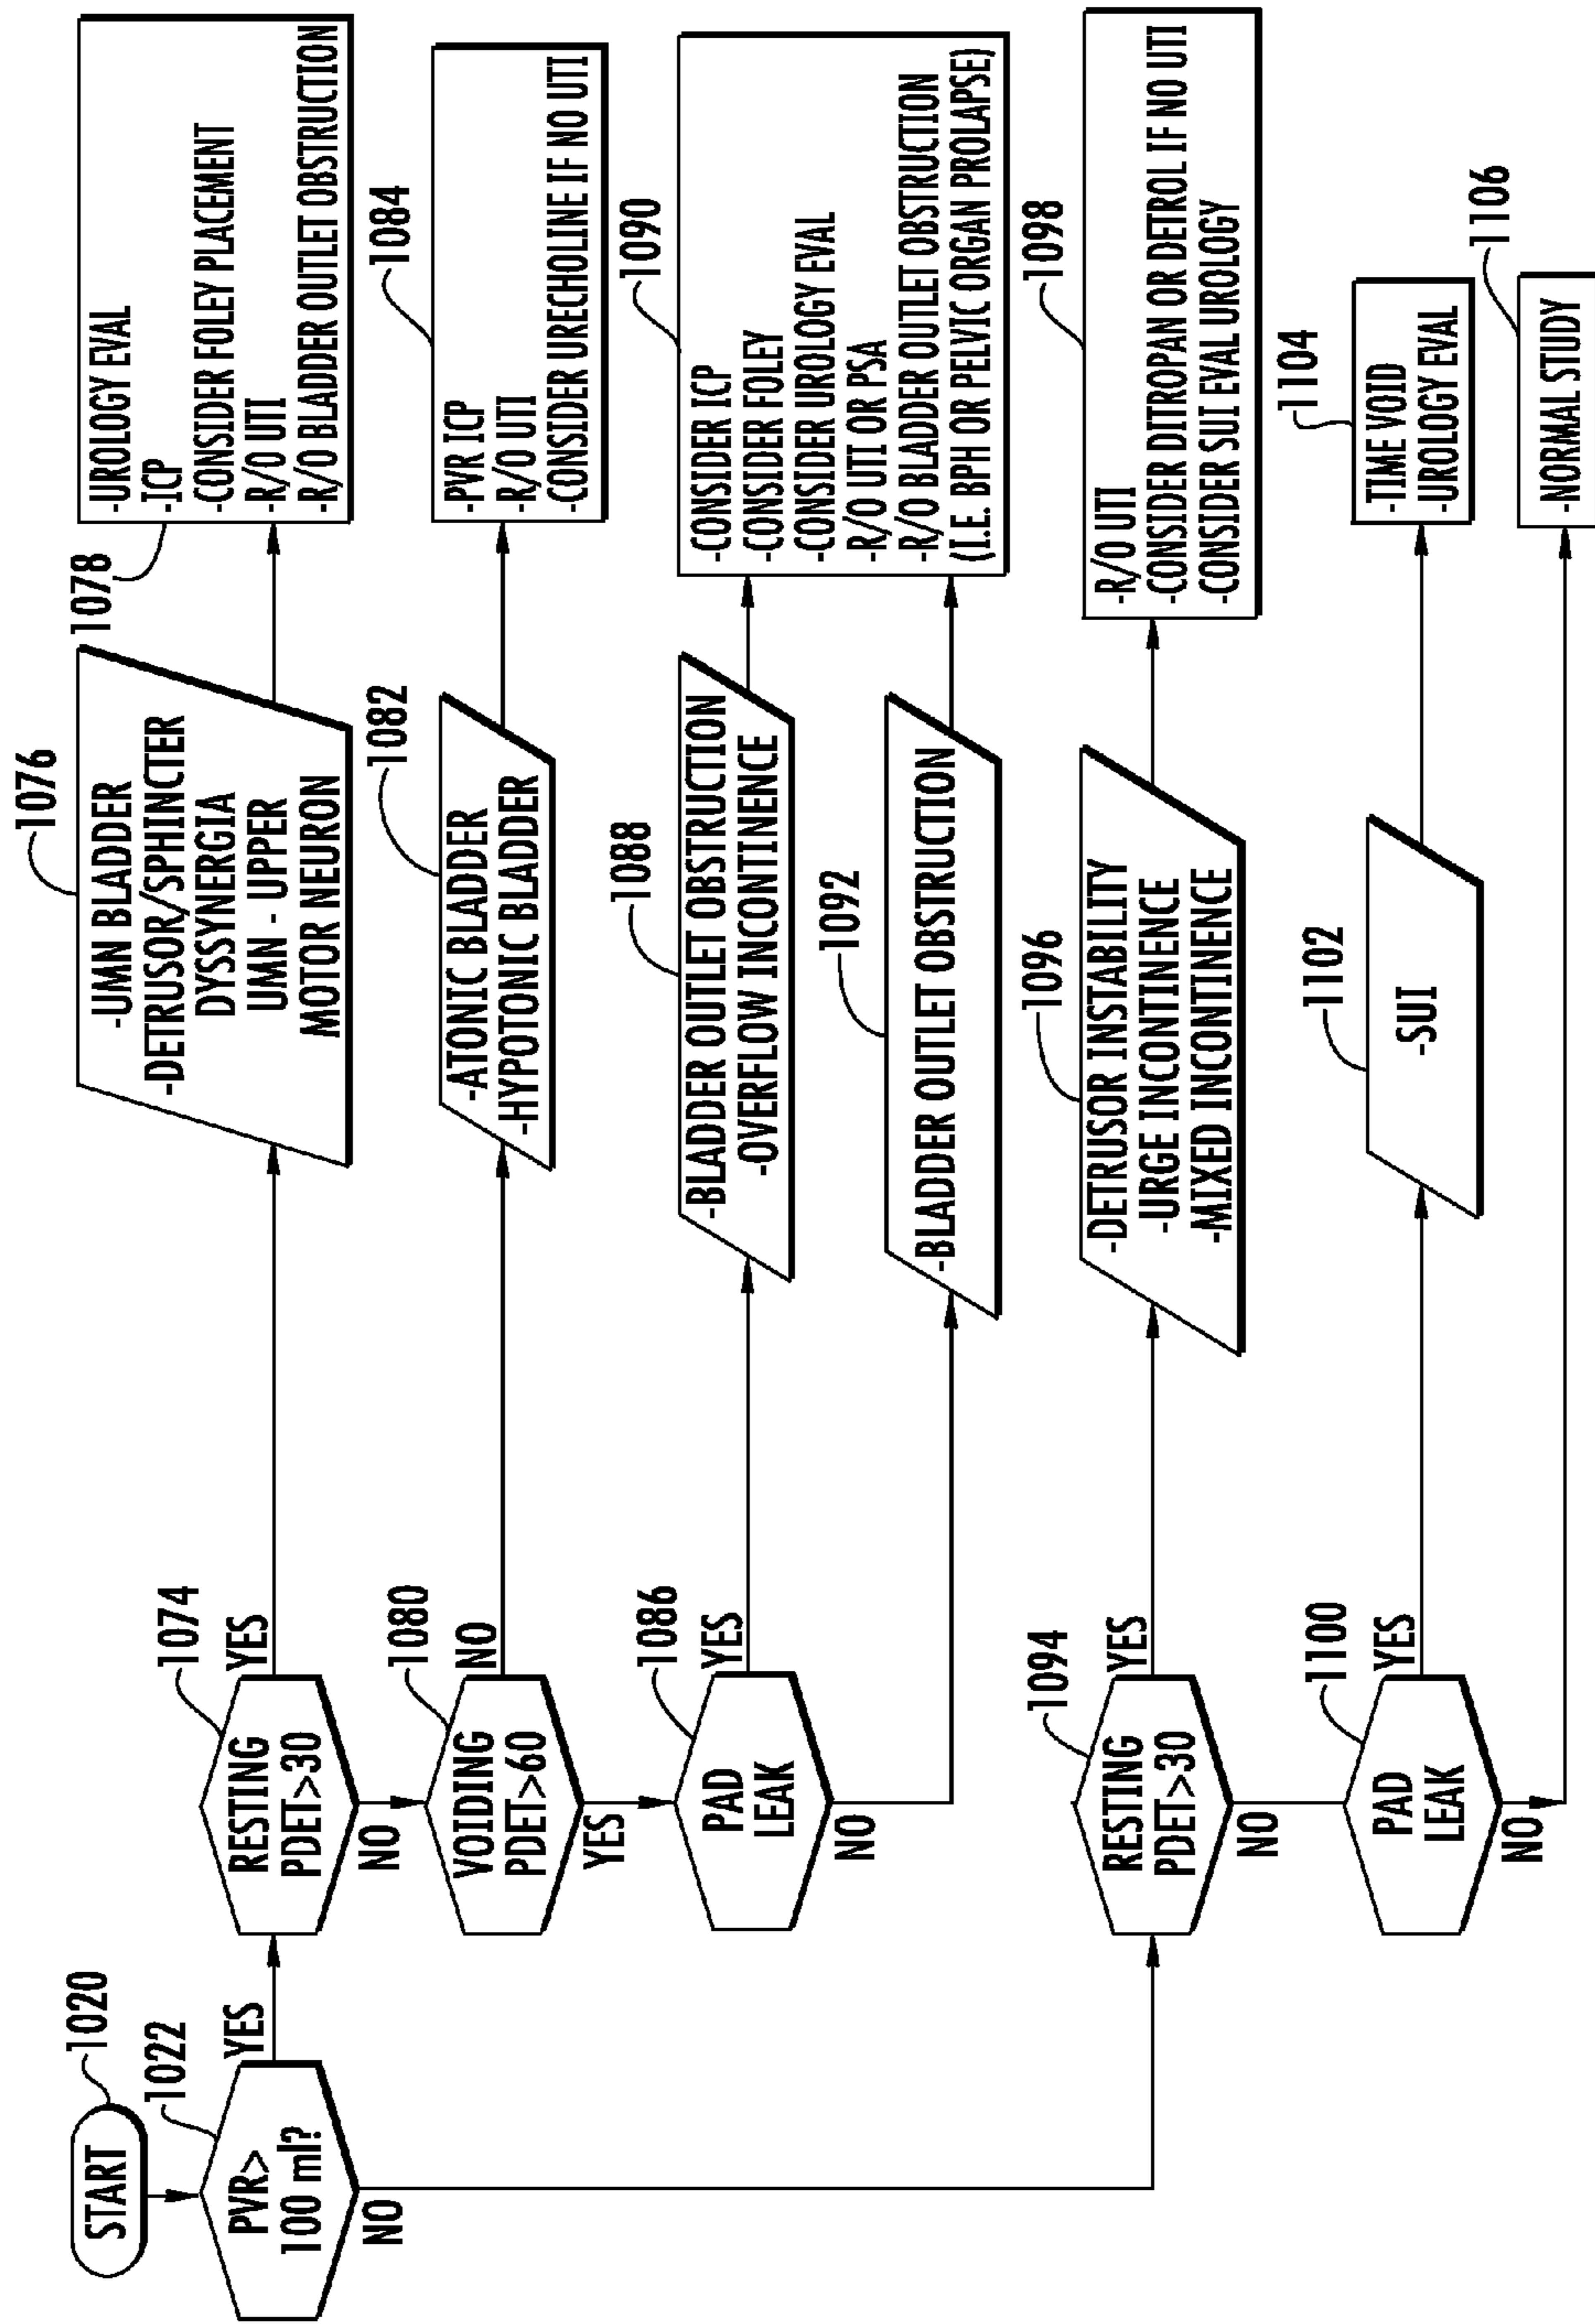 START
1020
PVR>
100 ml?
1022
YES
NO
RESTING
PDET>30
1074
YES
NO
-UMN BLADDER
-DETRUSOR/SPHINCTER
DYSSYNERGIA
UMN - UPPER
MOTOR NEURON
1076
-UROLOGY EVAL
-ICP
-CONSIDER FOLEY PLACEMENT
-R/O UTI
-R/O BLADDER OUTLET OBSTRUCTION
1078
VOIDING
PDET>60
1080
NO
YES
-ATONIC BLADDER
-HYPOTONIC BLADDER
1082
-PVR ICP
-R/O UTI
-CONSIDER URECHOLINE IF NO UTI
1084
PAD
LEAK
1086
YES
NO
-BLADDER OUTLET OBSTRUCTION
-OVERFLOW INCONTINENCE
1088
-CONSIDER ICP
-CONSIDER FOLEY
-CONSIDER UROLOGY EVAL
-R/O UTI OR PSA
-R/O BLADDER OUTLET OBSTRUCTION
(I.E. BPH OR PELVIC ORGAN PROLAPSE)
1090
-BLADDER OUTLET OBSTRUCTION
1092
RESTING
PDET>30
1094
YES
NO
-DETRUSOR INSTABILITY
-URGE INCONTINENCE
-MIXED INCONTINENCE
1096
-R/O UTI
-CONSIDER DITROPAN OR DETROL IF NO UTI
-CONSIDER SUI EVAL UROLOGY
1098
PAD
LEAK
1100
YES
NO
-SUI
1102
-TIME VOID
-UROLOGY EVAL
1104
-NORMAL STUDY
1106